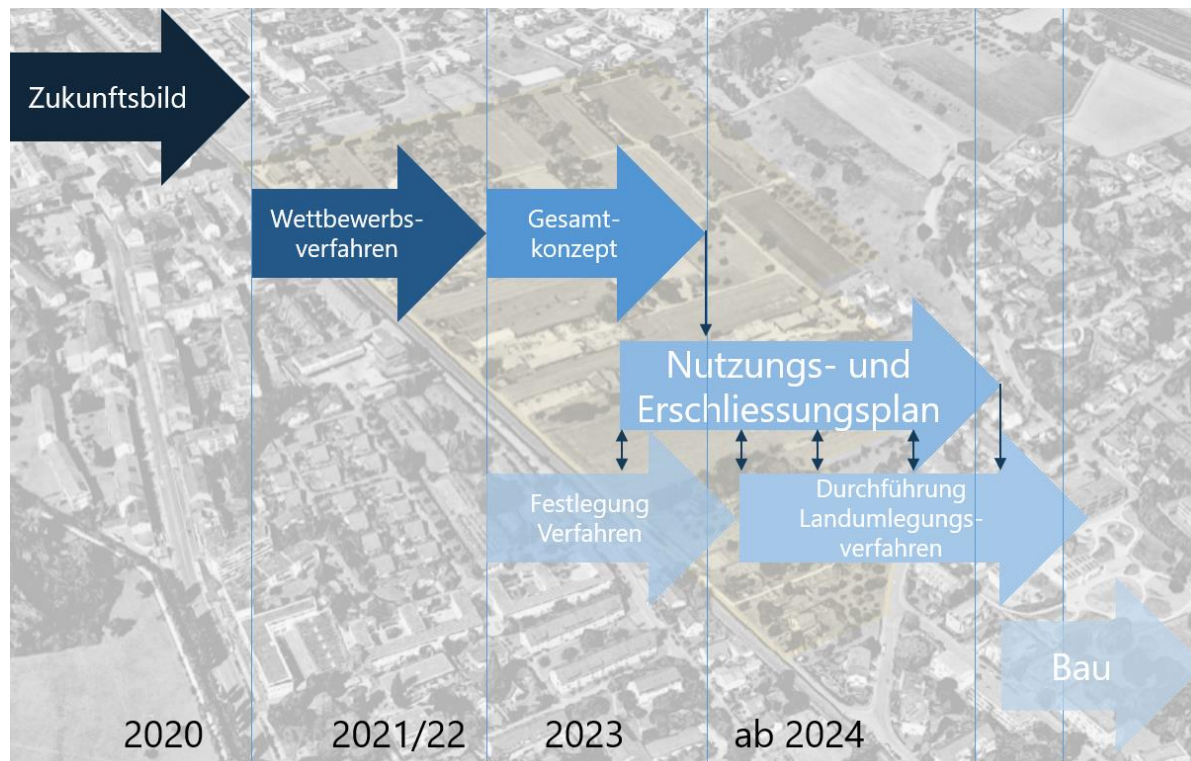 Zukunftsbild
Wettbewerbs-
verfahren
Gesamt-
konzept
Nutzungs- und
Erschliessungsplan
Festlegung
Verfahren
Durchführung
Landumlegungs-
verfahren
Bau
2020
2021/22
2023
ab 2024